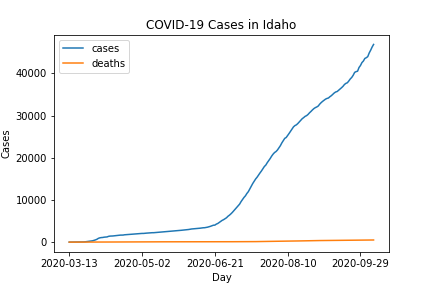 COVID-19 Cases in Idaho
cases
deaths
Cases
40000
30000
20000
10000
0
2020-03-13 2020-05-02 2020-06-21 2020-08-10 2020-09-29
Day